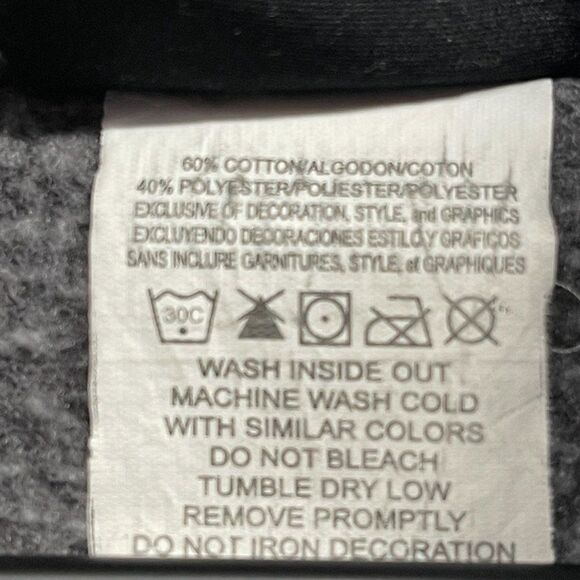 60% COTTON/ALGODON/COTON
40% POLYESTER/POLIESTER/POLYESTER
EXCLUSIVE OF DECORATION, STYLE, and GRAPHICS
EXCLUYENDO DECORACIONES ESTILO Y GRAFICOS
SANS INCLURE GARNITURES, STYLE, et GRAPHIQUES
30C
WASH INSIDE OUT
MACHINE WASH COLD
WITH SIMILAR COLORS
DO NOT BLEACH
TUMBLE DRY LOW
REMOVE PROMPTLY
DO NOT IRON DECORATION